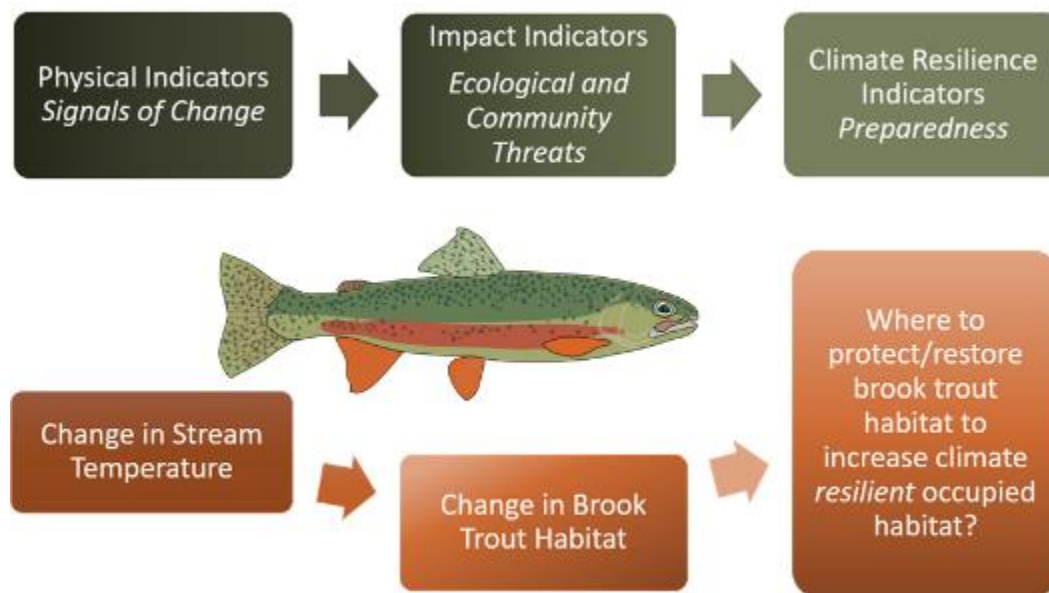 Physical Indicators
Signals of Change
Impact Indicators
Ecological and
Community
Threats
Climate Resilience
Indicators
Preparedness
Change in Stream
Temperature
Change in Brook
Trout Habitat
Where to
protect/restore
brook trout
habitat to
increase climate
resilient occupied
habitat?